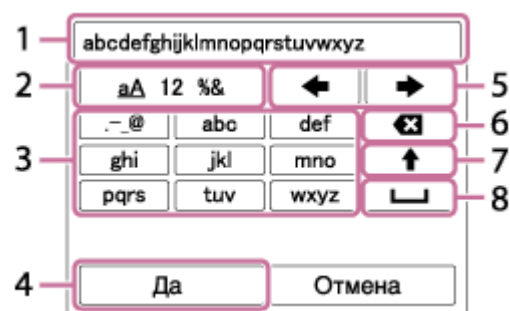 1 abcdefghijklmnopqrstuvwxyz
2 aA 12 %& 5
.-_@ abc def 6
3 ghi jkl mno 7
pqrs tuv wxyz 8
4 Да Отмена